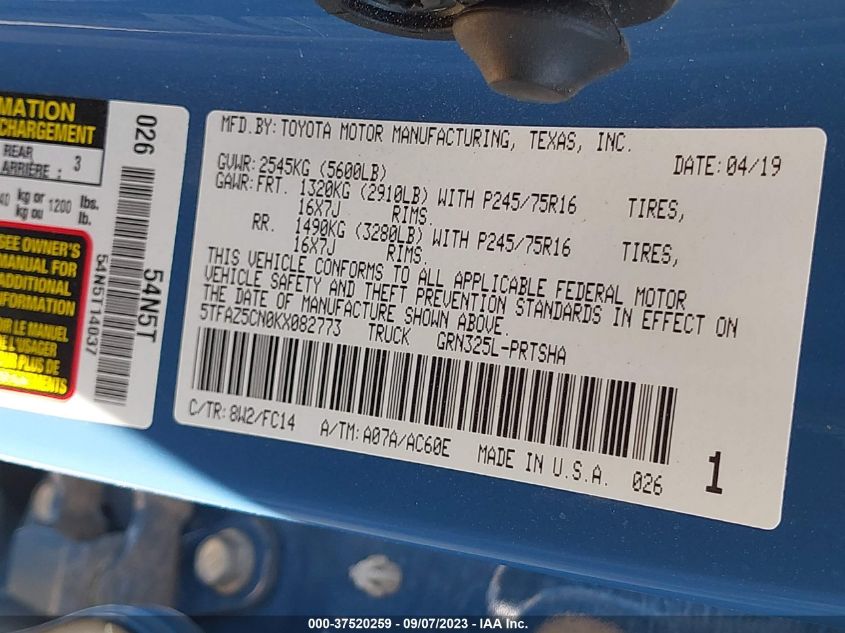 MATION
CHARGEMENT
REAR
ARRIÈRE : 3
kg or 1200 lbs.
kg ou lb.
SEE OWNER'S
MANUAL FOR
ADDITIONAL
INFORMATION
LE MANUEL
L'USAGER
PLUS DE
026
54N5T
54N5T14037
MFD.BY:TOYOTA MOTOR MANUFACTURING, TEXAS, INC.
DATE:04/19
GVWR:2545KG (5600LB)
GAWR:FRT. 1320KG (2910LB) WITH P245/75R16 TIRES,
16X7J RIMS.
RR. 1490KG (3280LB) WITH P245/75R16 TIRES,
16X7J RIMS.
THIS VEHICLE CONFORMS TO ALL APPLICABLE FEDERAL MOTOR
VEHICLE SAFETY AND THEFT PREVENTION STANDARDS IN EFFECT ON
THE DATE OF MANUFACTURE SHOWN ABOVE.
5TFAZ5CN0KX082773 TRUCK GRN325L-PRTSHA
C/TR:8W2/FC14 A/TM:A07A/AC60E MADE IN U.S.A. 026 1
000-37520259 - 09/07/2023 - IAA Inc.